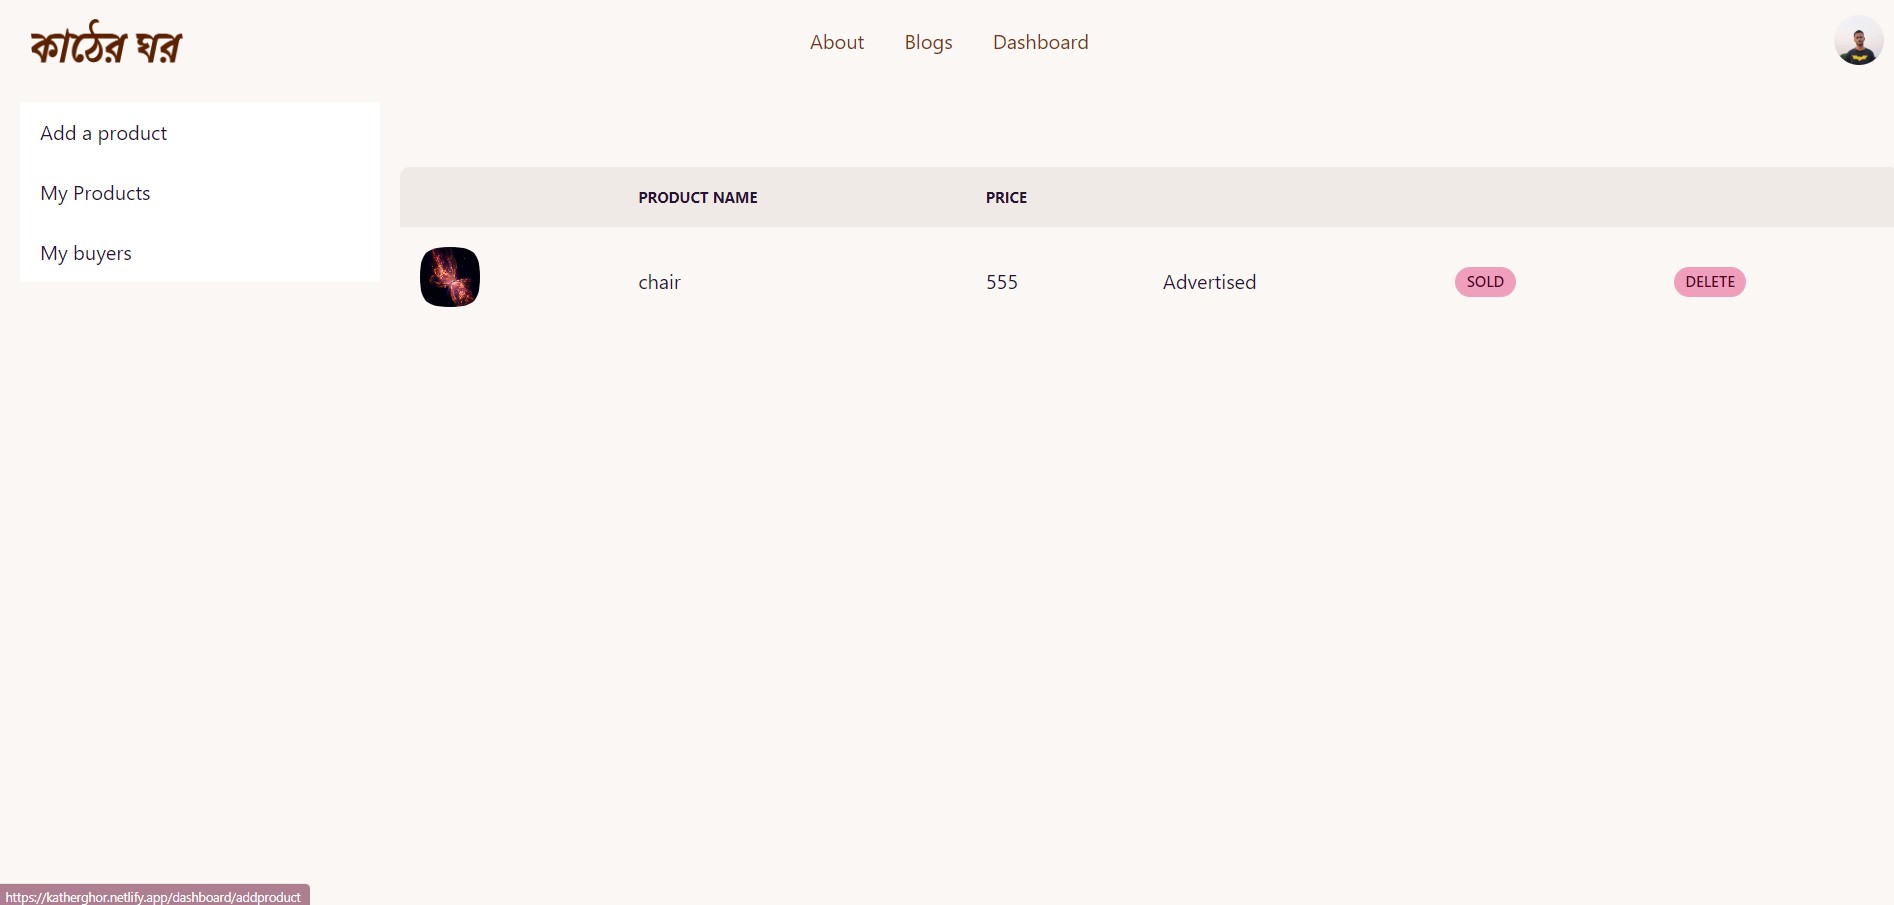 কাঠের ঘর
About Blogs Dashboard
Add a product
My Products
My buyers
PRODUCT NAME PRICE
chair 555 Advertised SOLD DELETE
https://katherghor.netlify.app/dashboard/addproduct